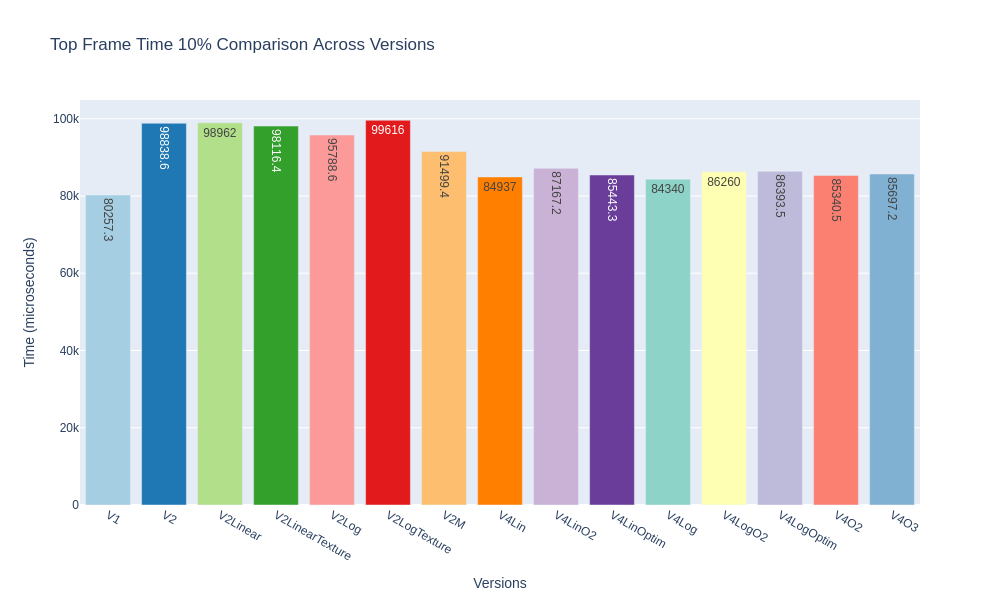 Top Frame Time 10% Comparison Across Versions
Time (microseconds)
100k
80k
60k
40k
20k
0
80257.3
98838.6
98962
98116.4
95788.6
99616
91499.4
84937
87167.2
85443.3
84340
86260
86393.5
85340.5
85697.2
V1
V2
V2Linear
V2LinearTexture
V2Log
V2LogTexture
V2M
V4Lin
V4LinO2
V4LinOptim
V4Log
V4LogO2
V4LogOptim
V4O2
V4O3
Versions